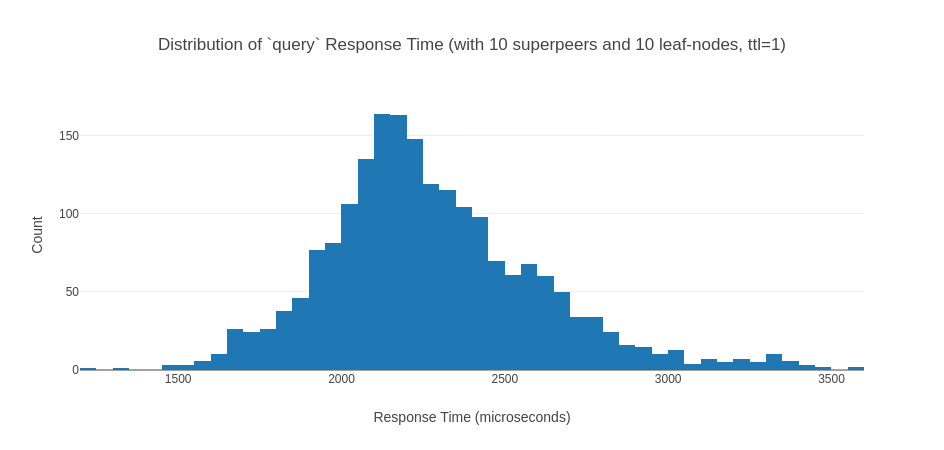 Distribution of `query` Response Time (with 10 superpeers and 10 leaf-nodes, ttl=1)
150
100
50
0
Count
1500 2000 2500 3000 3500
Response Time (microseconds)